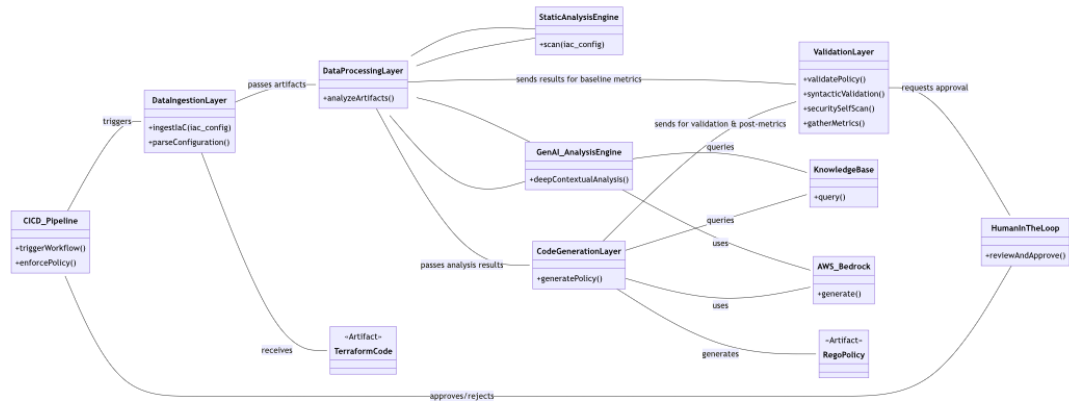 StaticAnalysisEngine
+scan(iac_config)
DataProcessingLayer
+analyzeArtifacts()
sends results for baseline metrics
ValidationLayer
+validatePolicy()
+syntacticValidation()
+securitySelfScan()
+gatherMetrics()
requests approval
passes artifacts
DataIngestionLayer
+ingestIaC(iac_config)
+parseConfiguration()
triggers
sends for validation & post-metrics
GenAI_AnalysisEngine
+deepContextualAnalysis()
queries
KnowledgeBase
+query()
CICD_Pipeline
+triggerWorkflow()
+enforcePolicy()
queries
HumanInTheLoop
+reviewAndApprove()
uses
CodeGenerationLayer
+generatePolicy()
passes analysis results
AWS_Bedrock
+generate()
uses
«Artifact»
TerraformCode
receives
generates
«Artifact»
RegoPolicy
approves/rejects